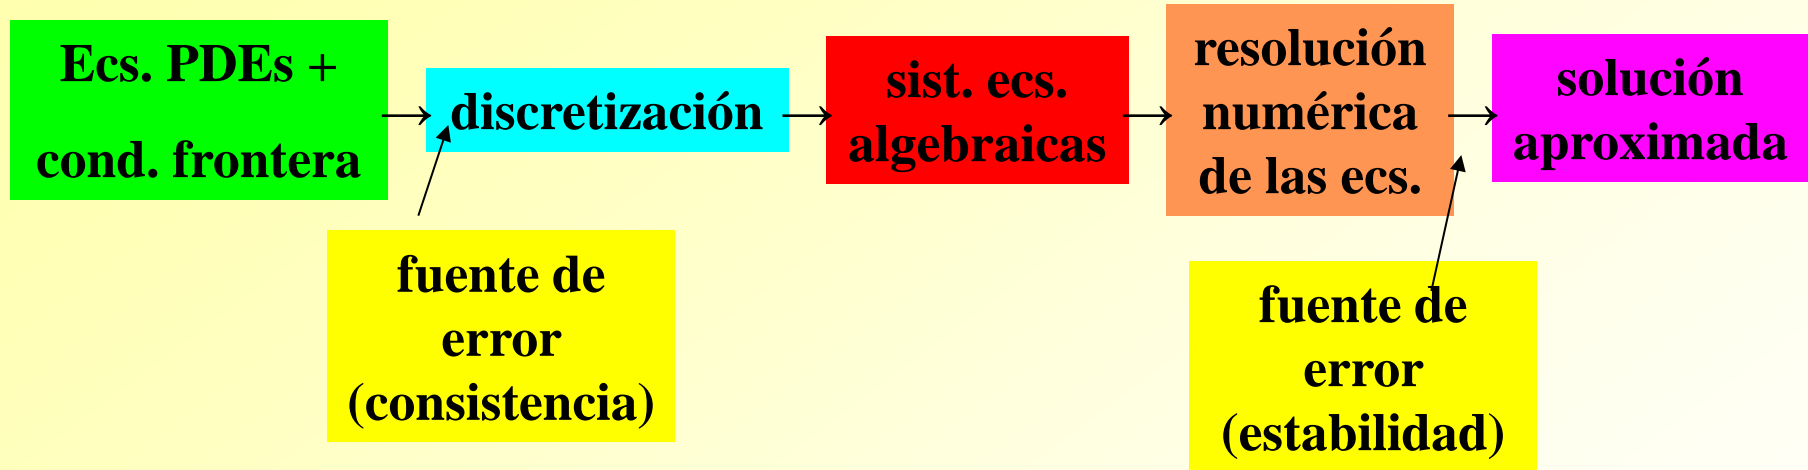 Ecs. PDEs +
cond. frontera
discretización
sist. ecs.
algebraicas
resolución
numérica
de las ecs.
solución
aproximada
fuente de
error
(consistencia)
fuente de
error
(estabilidad)